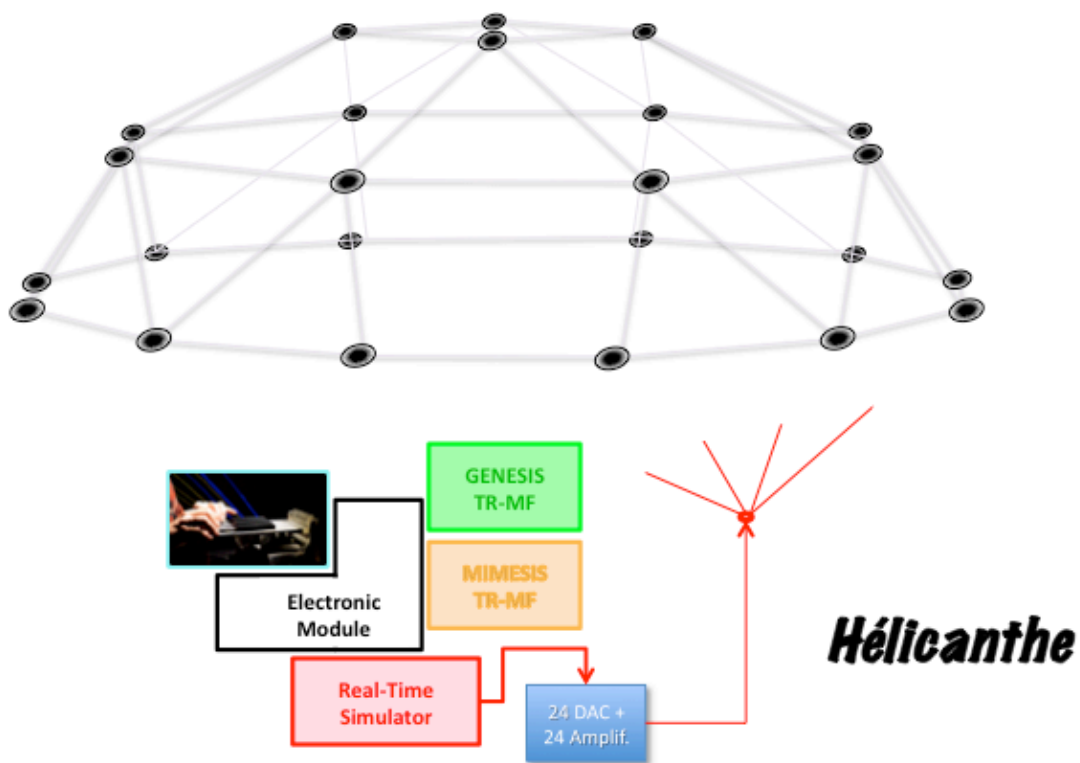 GENESIS
TR-MF
MIMESIS
TR-MF
Electronic
Module
Hélicanthe
Real-Time
Simulator
24 DAC +
24 Amplif.